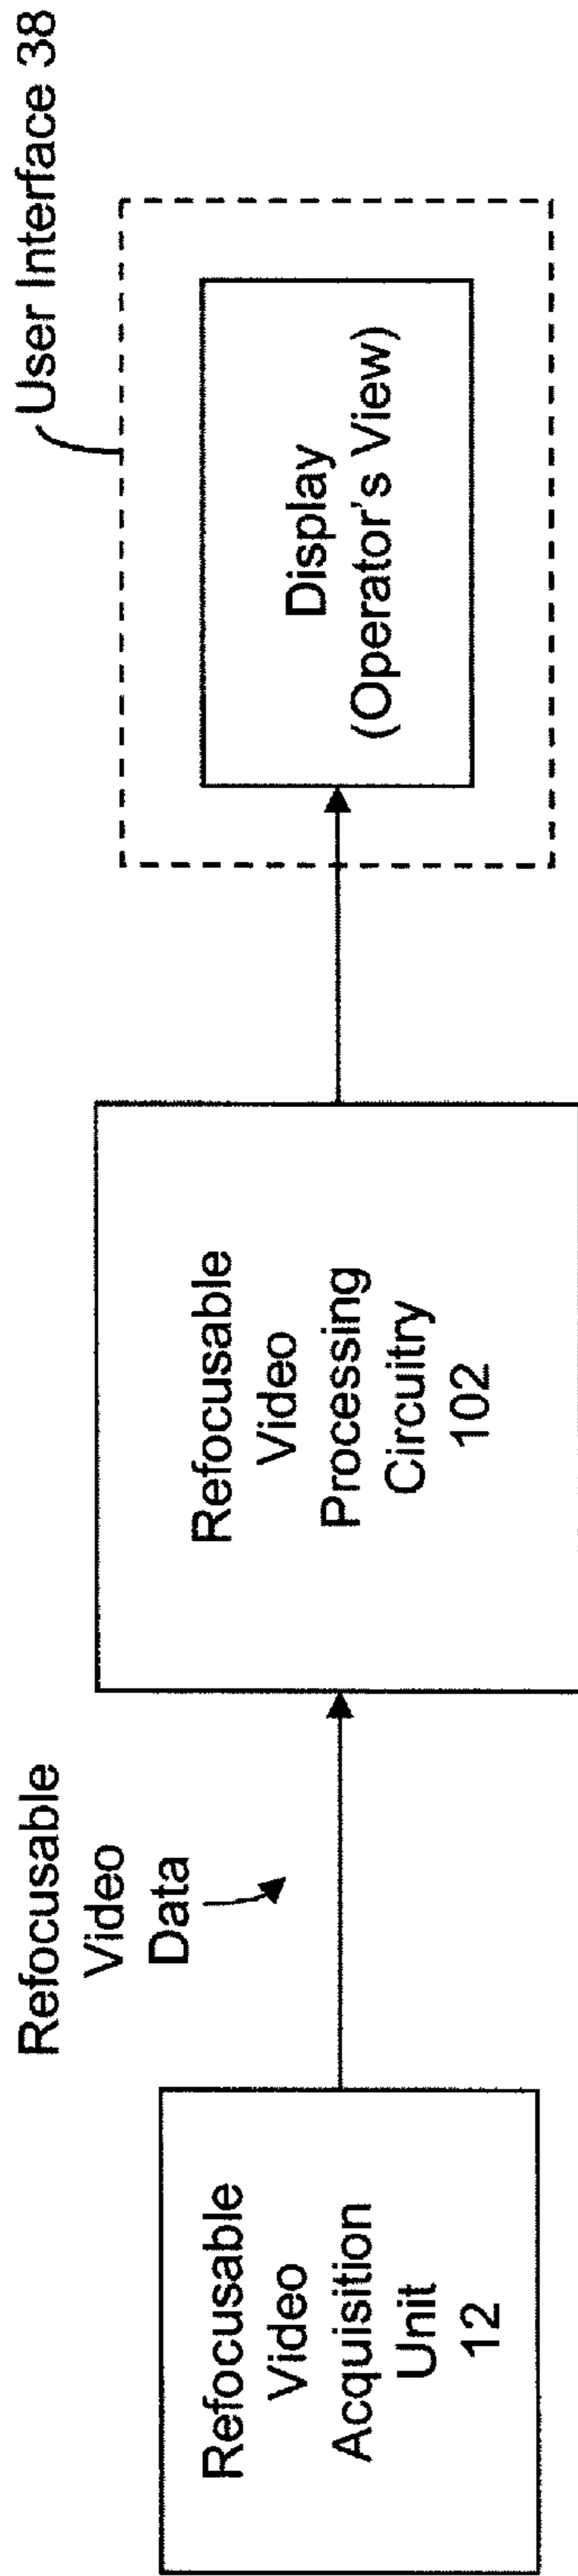 Refocusable
Video
Acquisition
Unit
12
Refocusable
Video
Data
Refocusable
Video
Processing
Circuitry
102
Display
(Operator's View)
User Interface 38